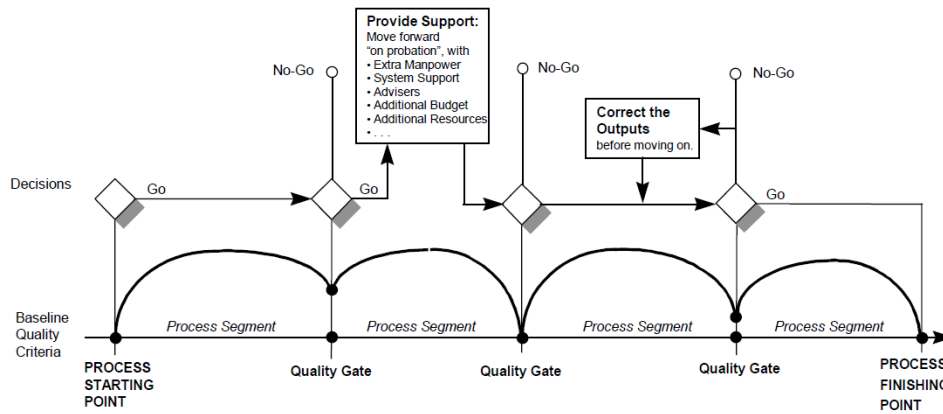 Provide Support:
Move forward
“on probation”, with
• Extra Manpower
• System Support
• Advisers
• Additional Budget
• Additional Resources
• . . .
No-Go
No-Go
No-Go
Correct the
Outputs
before moving on.
Decisions
Go
Go
Go
Baseline
Quality
Criteria
Process Segment
Process Segment
Process Segment
Process Segment
PROCESS
STARTING
POINT
Quality Gate
Quality Gate
Quality Gate
PROCES
FINISHING
POINT